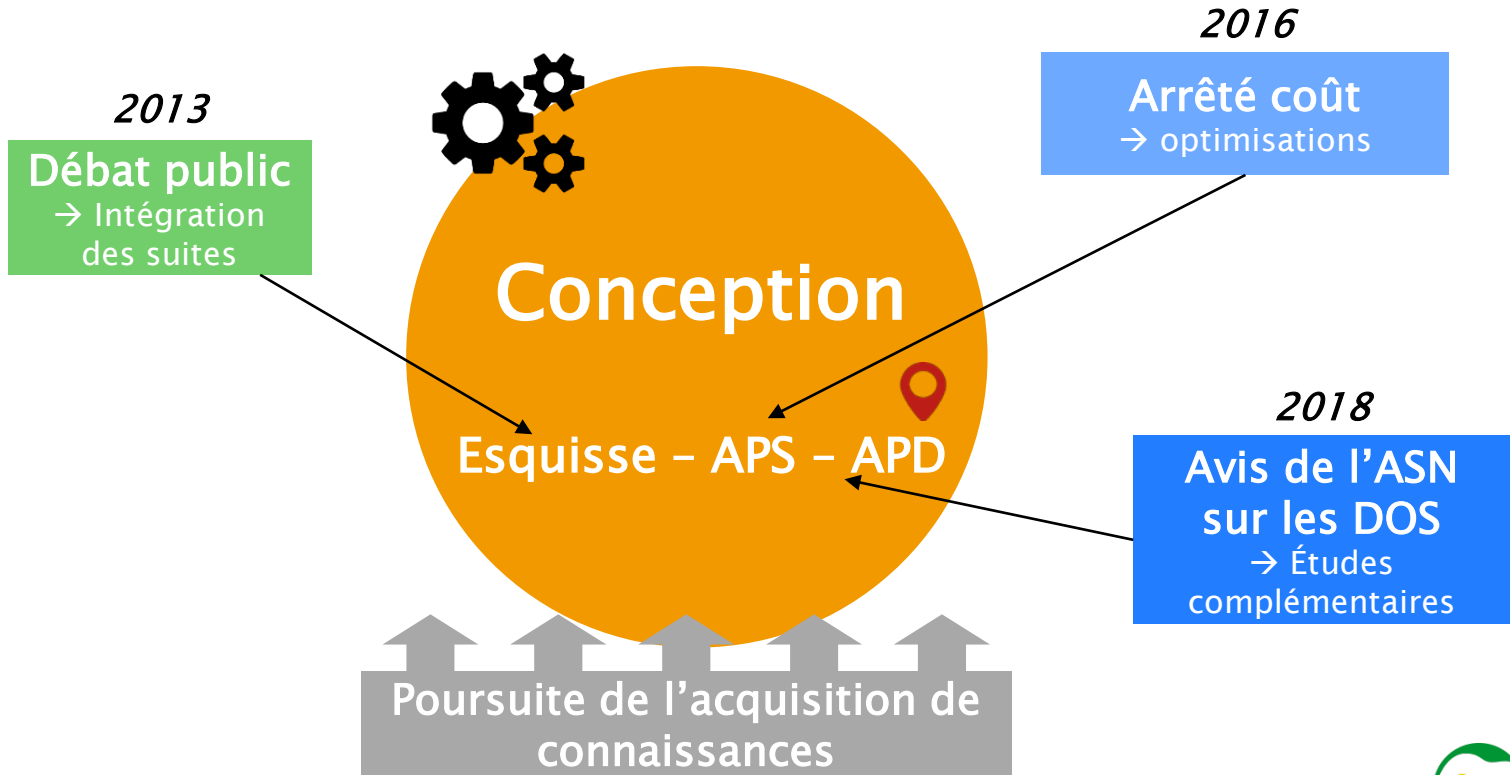 2013
Débat public
→ Intégration
des suites
2016
Arrêté coût
→ optimisations
Conception
Esquisse – APS – APD
2018
Avis de l’ASN
sur les DOS
→ Études
complémentaires
Poursuite de l’acquisition de
connaissances